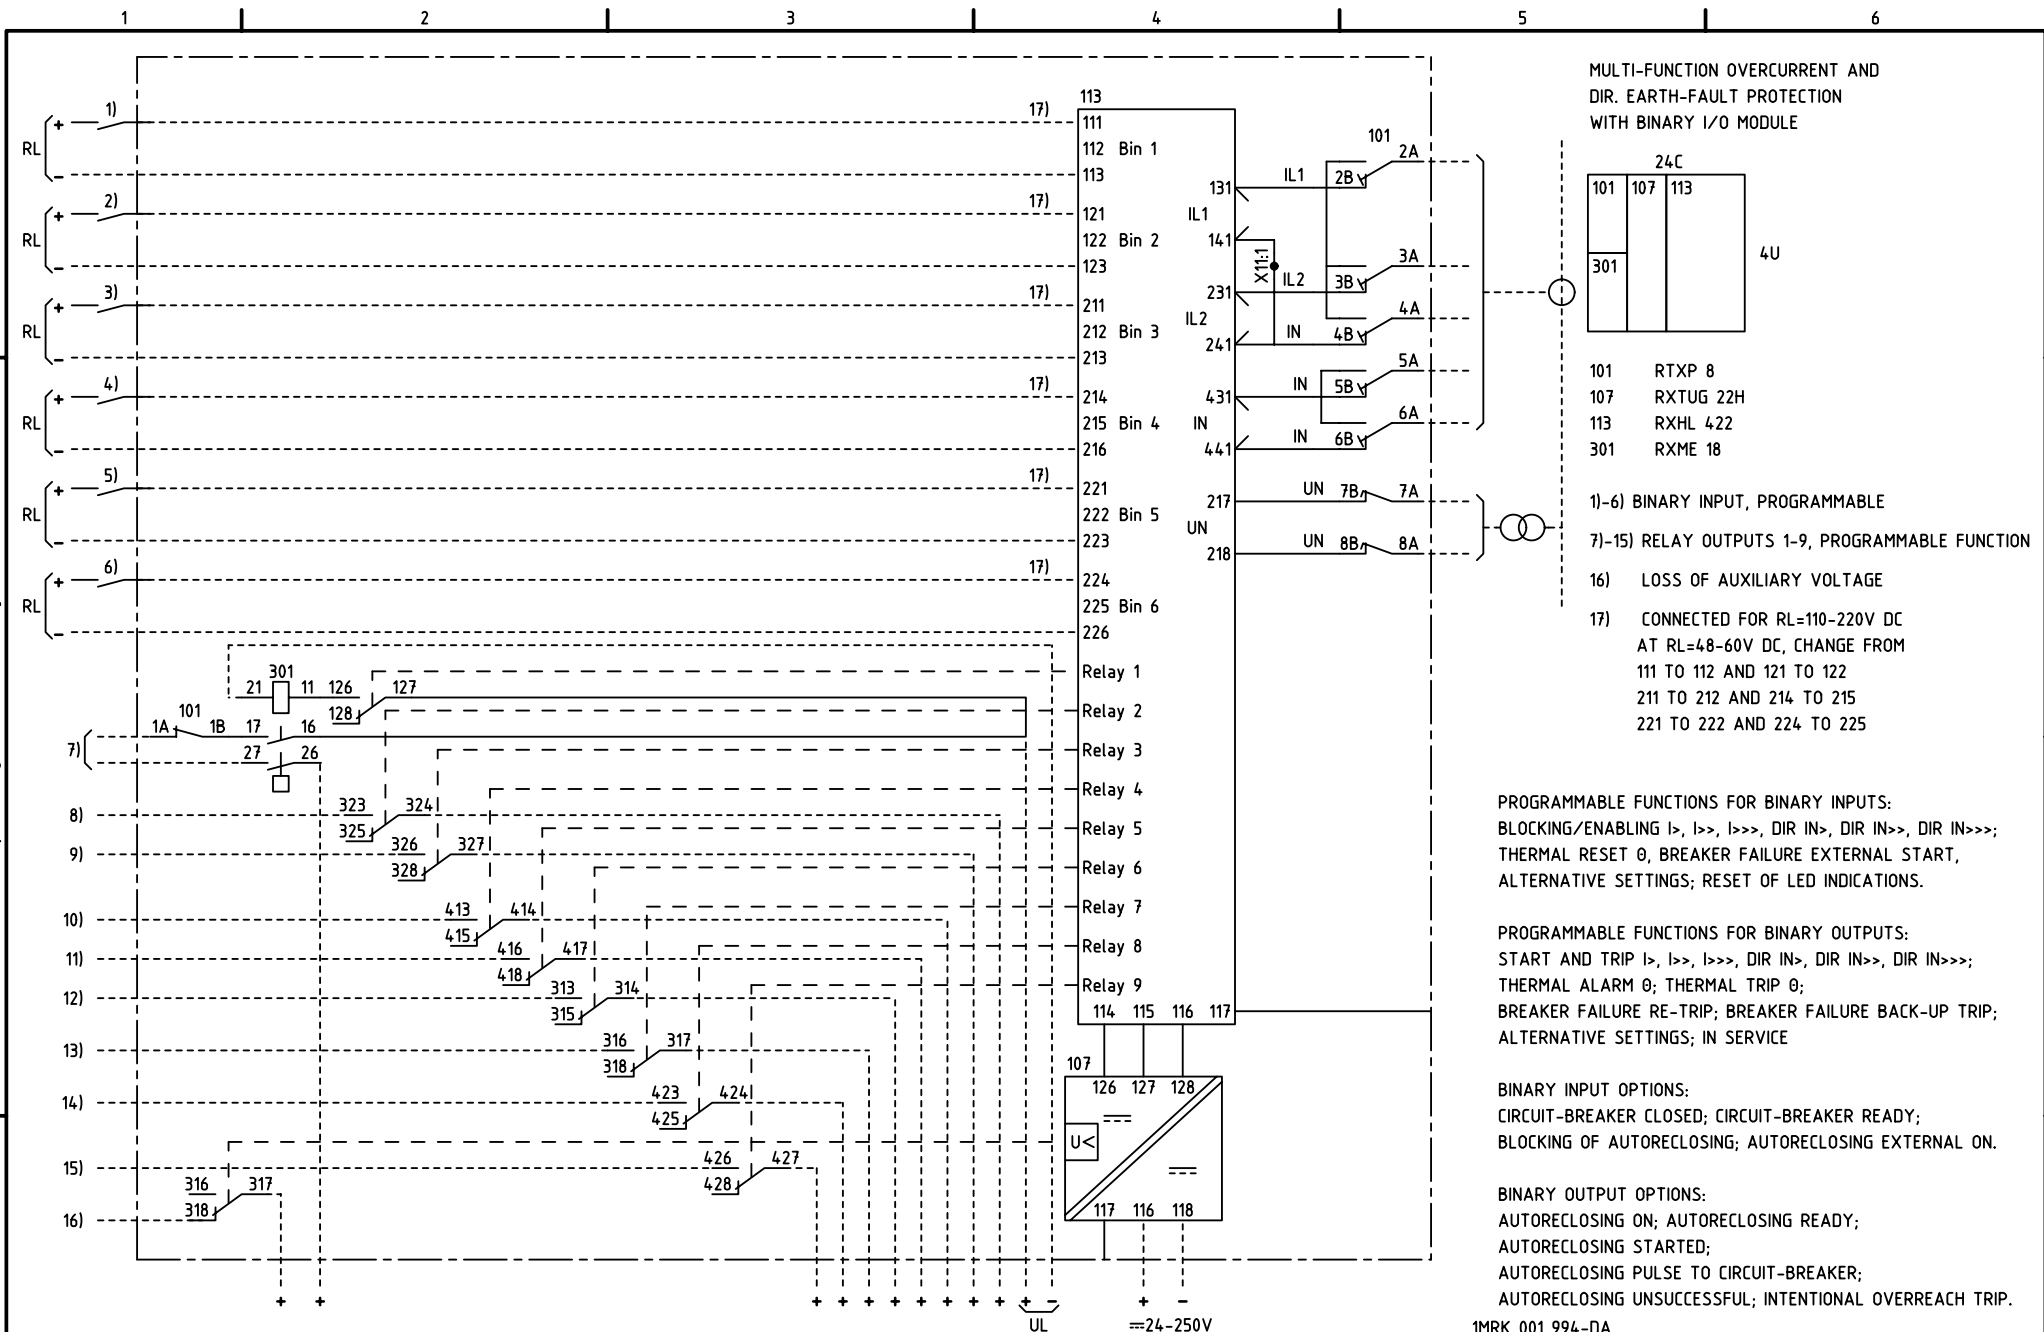 1 2 3 4 5 6
MULTI-FUNCTION OVERCURRENT AND
DIR. EARTH-FAULT PROTECTION
WITH BINARY I/O MODULE
24C
101 107 113
301
4U
101 RTXP 8
107 RXTUG 22H
113 RXHL 422
301 RXME 18
1)-6) BINARY INPUT, PROGRAMMABLE
7)-15) RELAY OUTPUTS 1-9, PROGRAMMABLE FUNCTION
16) LOSS OF AUXILIARY VOLTAGE
17) CONNECTED FOR RL=110-220V DC
AT RL=48-60V DC, CHANGE FROM
111 TO 112 AND 121 TO 122
211 TO 212 AND 214 TO 215
221 TO 222 AND 224 TO 225
PROGRAMMABLE FUNCTIONS FOR BINARY INPUTS:
BLOCKING/ENABLING I>, I>>, I>>>, DIR IN>, DIR IN>>, DIR IN>>>;
THERMAL RESET θ, BREAKER FAILURE EXTERNAL START,
ALTERNATIVE SETTINGS; RESET OF LED INDICATIONS.
PROGRAMMABLE FUNCTIONS FOR BINARY OUTPUTS:
START AND TRIP I>, I>>, I>>>, DIR IN>, DIR IN>>, DIR IN>>>;
THERMAL ALARM θ; THERMAL TRIP θ;
BREAKER FAILURE RE-TRIP; BREAKER FAILURE BACK-UP TRIP;
ALTERNATIVE SETTINGS; IN SERVICE
BINARY INPUT OPTIONS:
CIRCUIT-BREAKER CLOSED; CIRCUIT-BREAKER READY;
BLOCKING OF AUTORECLOSING; AUTORECLOSING EXTERNAL ON.
BINARY OUTPUT OPTIONS:
AUTORECLOSING ON; AUTORECLOSING READY;
AUTORECLOSING STARTED;
AUTORECLOSING PULSE TO CIRCUIT-BREAKER;
AUTORECLOSING UNSUCCESSFUL; INTENTIONAL OVERREACH TRIP.
1MRK 001 994-DA
113
RL + 1) 17) 111
112 Bin 1
- 113
RL + 2) 17) 121
122 Bin 2
- 123
RL + 3) 17) 211
212 Bin 3
- 213
RL + 4) 17) 214
215 Bin 4
- 216
RL + 5) 17) 221
222 Bin 5
- 223
RL + 6) 17) 224
225 Bin 6
- 226
101
131 IL1 2B 2A
IL1
141 X11:1
231 IL2 3B 3A
IL2
241 IN 4B 4A
431 IN 5B 5A
IN
441 IN 6B 6A
217 UN 7B 7A
UN
218 UN 8B 8A
Relay 1
Relay 2
Relay 3
Relay 4
Relay 5
Relay 6
Relay 7
Relay 8
Relay 9
114 115 116 117
301
21 11 126 127
128
101
7) 1A 1B 17 16
27 26
8) 323 324
325
9) 326 327
328
10) 413 414
415
11) 416 417
418
12) 313 314
315
13) 316 317
318
14) 423 424
425
15) 426 427
428
16) 316 317
318
107
126 127 128
U<
117 116 118
+ + + + + + + + + + + - + -
UL
24-250V